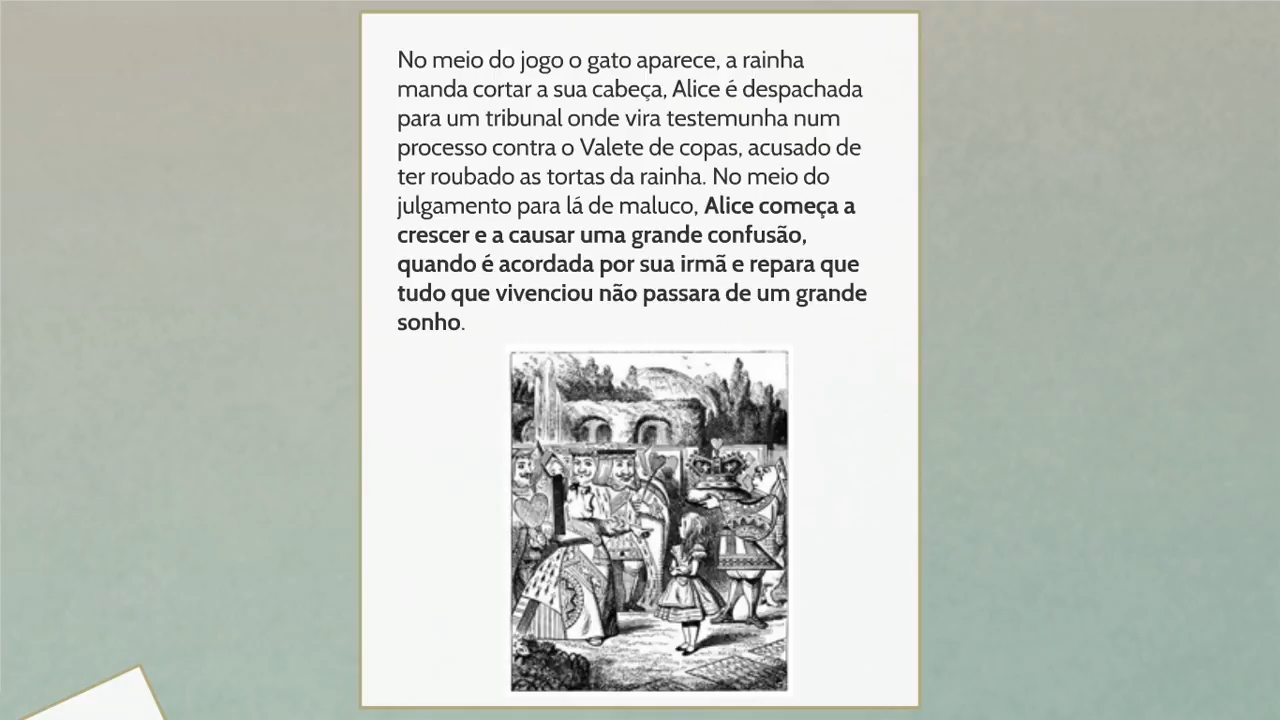 No meio do jogo o gato aparece, a rainha
manda cortar a sua cabeça, Alice é despachada
para um tribunal onde vira testemunha num
processo contra o Valete de copas, acusado de
ter roubado as tortas da rainha. No meio do
julgamento para lá de maluco, Alice começa a
crescer e a causar uma grande confusão,
quando é acordada por sua irmã e repara que
tudo que vivenciou não passara de um grande
sonho.